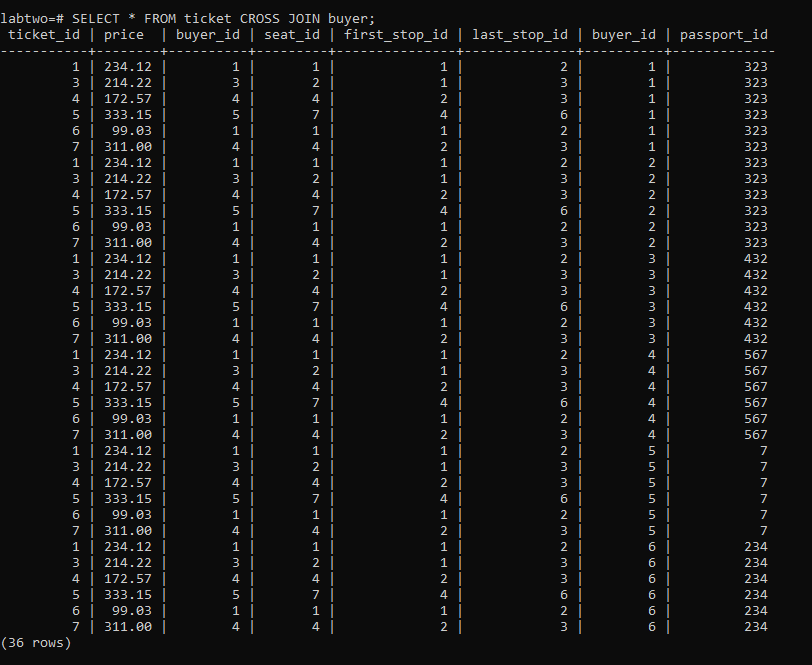 labtwo=# SELECT * FROM ticket CROSS JOIN buyer;
 ticket_id | price  | buyer_id | seat_id | first_stop_id | last_stop_id | buyer_id | passport_id
-----------+--------+----------+---------+---------------+--------------+----------+-------------
         1 | 234.12 |        1 |       1 |             1 |            2 |        1 |         323
         3 | 214.22 |        3 |       2 |             1 |            3 |        1 |         323
         4 | 172.57 |        4 |       4 |             2 |            3 |        1 |         323
         5 | 333.15 |        5 |       7 |             4 |            6 |        1 |         323
         6 |  99.03 |        1 |       1 |             1 |            2 |        1 |         323
         7 | 311.00 |        4 |       4 |             2 |            3 |        1 |         323
         1 | 234.12 |        1 |       1 |             1 |            2 |        2 |         323
         3 | 214.22 |        3 |       2 |             1 |            3 |        2 |         323
         4 | 172.57 |        4 |       4 |             2 |            3 |        2 |         323
         5 | 333.15 |        5 |       7 |             4 |            6 |        2 |         323
         6 |  99.03 |        1 |       1 |             1 |            2 |        2 |         323
         7 | 311.00 |        4 |       4 |             2 |            3 |        2 |         323
         1 | 234.12 |        1 |       1 |             1 |            2 |        3 |         432
         3 | 214.22 |        3 |       2 |             1 |            3 |        3 |         432
         4 | 172.57 |        4 |       4 |             2 |            3 |        3 |         432
         5 | 333.15 |        5 |       7 |             4 |            6 |        3 |         432
         6 |  99.03 |        1 |       1 |             1 |            2 |        3 |         432
         7 | 311.00 |        4 |       4 |             2 |            3 |        3 |         432
         1 | 234.12 |        1 |       1 |             1 |            2 |        4 |         567
         3 | 214.22 |        3 |       2 |             1 |            3 |        4 |         567
         4 | 172.57 |        4 |       4 |             2 |            3 |        4 |         567
         5 | 333.15 |        5 |       7 |             4 |            6 |        4 |         567
         6 |  99.03 |        1 |       1 |             1 |            2 |        4 |         567
         7 | 311.00 |        4 |       4 |             2 |            3 |        4 |         567
         1 | 234.12 |        1 |       1 |             1 |            2 |        5 |           7
         3 | 214.22 |        3 |       2 |             1 |            3 |        5 |           7
         4 | 172.57 |        4 |       4 |             2 |            3 |        5 |           7
         5 | 333.15 |        5 |       7 |             4 |            6 |        5 |           7
         6 |  99.03 |        1 |       1 |             1 |            2 |        5 |           7
         7 | 311.00 |        4 |       4 |             2 |            3 |        5 |           7
         1 | 234.12 |        1 |       1 |             1 |            2 |        6 |         234
         3 | 214.22 |        3 |       2 |             1 |            3 |        6 |         234
         4 | 172.57 |        4 |       4 |             2 |            3 |        6 |         234
         5 | 333.15 |        5 |       7 |             4 |            6 |        6 |         234
         6 |  99.03 |        1 |       1 |             1 |            2 |        6 |         234
         7 | 311.00 |        4 |       4 |             2 |            3 |        6 |         234
(36 rows)